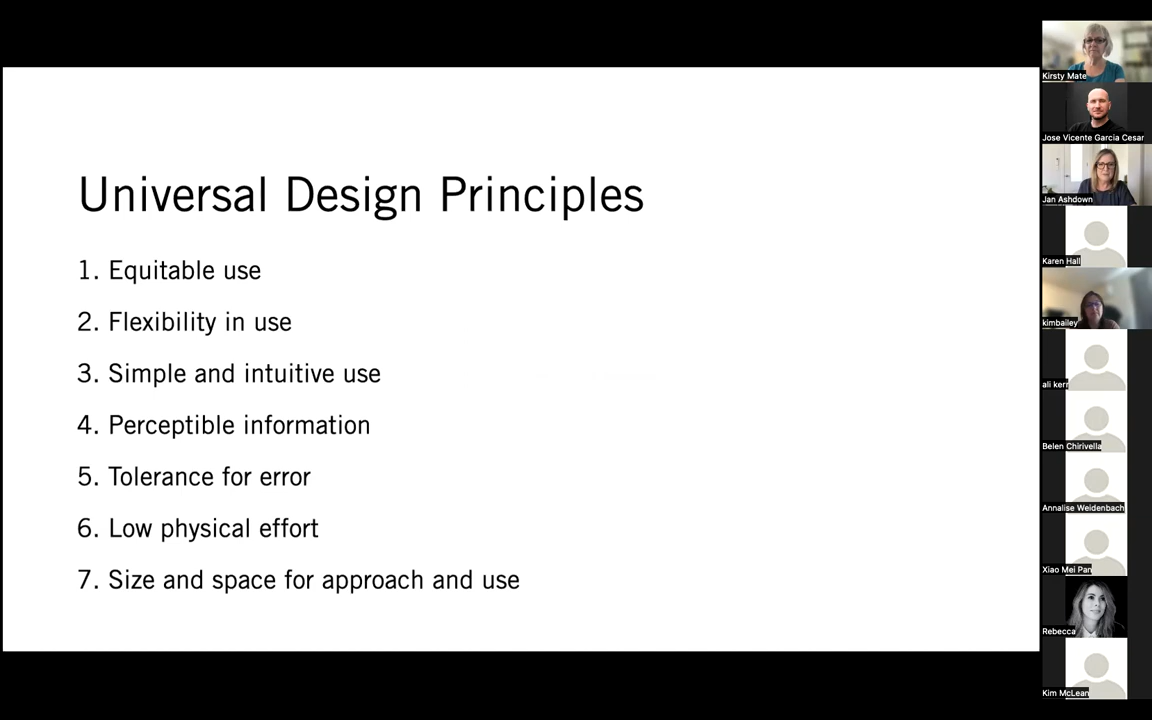 Universal Design Principles
1. Equitable use
2. Flexibility in use
3. Simple and intuitive use
4. Perceptible information
5. Tolerance for error
6. Low physical effort
7. Size and space for approach and use
Kirsty Mate
Jose Vicente Garcia Cesar
Jan Ashdown
Karen Hall
kimbailey
ali kerr
Belen Chirivella
Annalise Weidenbach
Xiao Mei Pan
Rebecca
Kim McLean